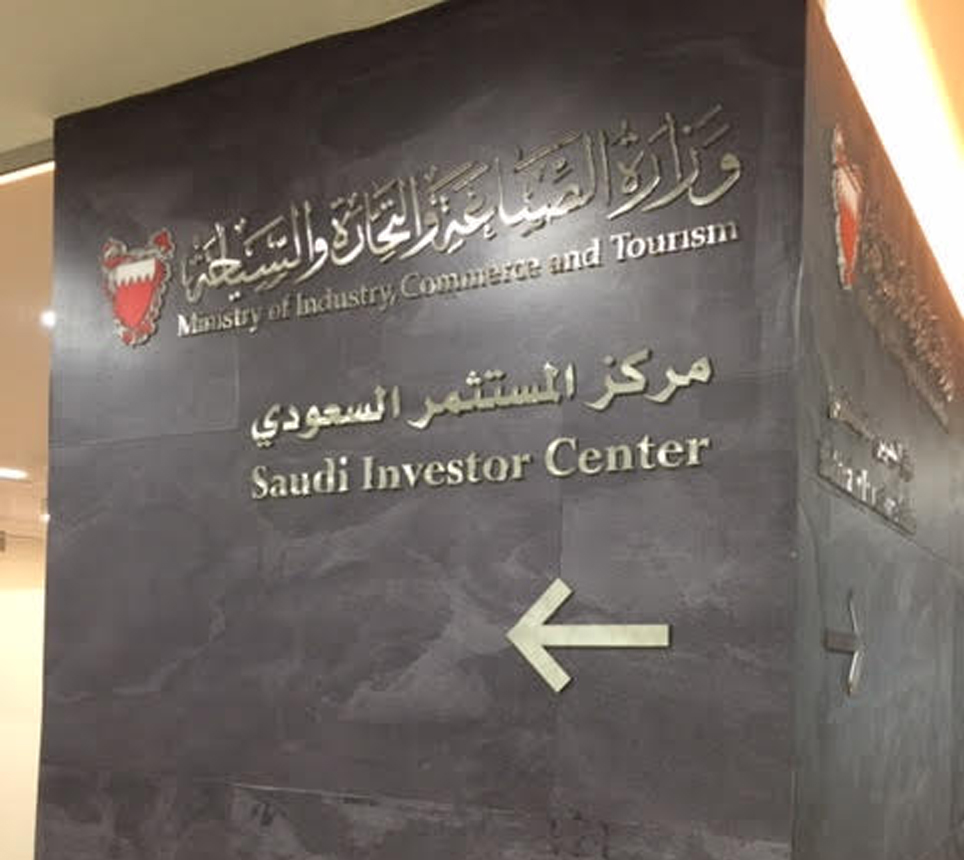 وزارة الصناعة والتجارة والسياحة
Ministry of Industry, Commerce and Tourism
مركز المستثمر السعودي
Saudi Investor Center